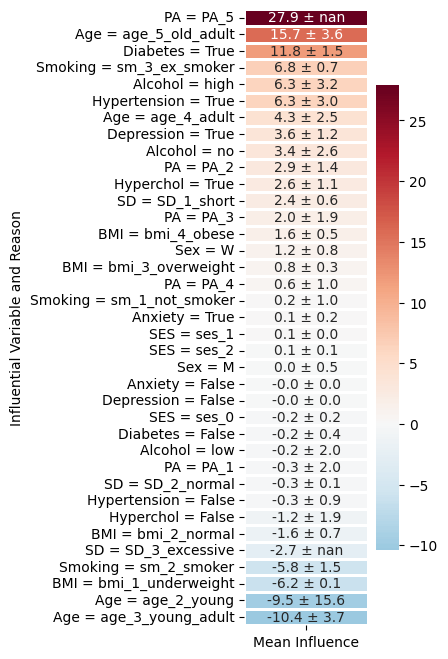 PA = PA_5 27.9 ± nan
Age = age_5_old_adult 15.7 ± 3.6
Diabetes = True 11.8 ± 1.5
Smoking = sm_3_ex_smoker 6.8 ± 0.7
Alcohol = high 6.3 ± 3.2
Hypertension = True 6.3 ± 3.0
Age = age_4_adult 4.3 ± 2.5
Depression = True 3.6 ± 1.2
Alcohol = no 3.4 ± 2.6
PA = PA_2 2.9 ± 1.4
Hyperchol = True 2.6 ± 1.1
SD = SD_1_short 2.4 ± 0.6
PA = PA_3 2.0 ± 1.9
BMI = bmi_4_obese 1.6 ± 0.5
Sex = W 1.2 ± 0.8
BMI = bmi_3_overweight 0.8 ± 0.3
PA = PA_4 0.6 ± 1.0
Smoking = sm_1_not_smoker 0.2 ± 1.0
Anxiety = True 0.1 ± 0.2
SES = ses_1 0.1 ± 0.0
SES = ses_2 0.1 ± 0.1
Sex = M 0.0 ± 0.5
Anxiety = False -0.0 ± 0.0
Depression = False -0.0 ± 0.0
SES = ses_0 -0.2 ± 0.2
Diabetes = False -0.2 ± 0.4
Alcohol = low -0.2 ± 2.0
PA = PA_1 -0.3 ± 2.0
SD = SD_2_normal -0.3 ± 0.1
Hypertension = False -0.3 ± 0.9
Hyperchol = False -1.2 ± 1.9
BMI = bmi_2_normal -1.6 ± 0.7
SD = SD_3_excessive -2.7 ± nan
Smoking = sm_2_smoker -5.8 ± 1.5
BMI = bmi_1_underweight -6.2 ± 0.1
Age = age_2_young -9.5 ± 15.6
Age = age_3_young_adult -10.4 ± 3.7
Mean Influence
Influential Variable and Reason
25
20
15
10
5
0
−5
−10